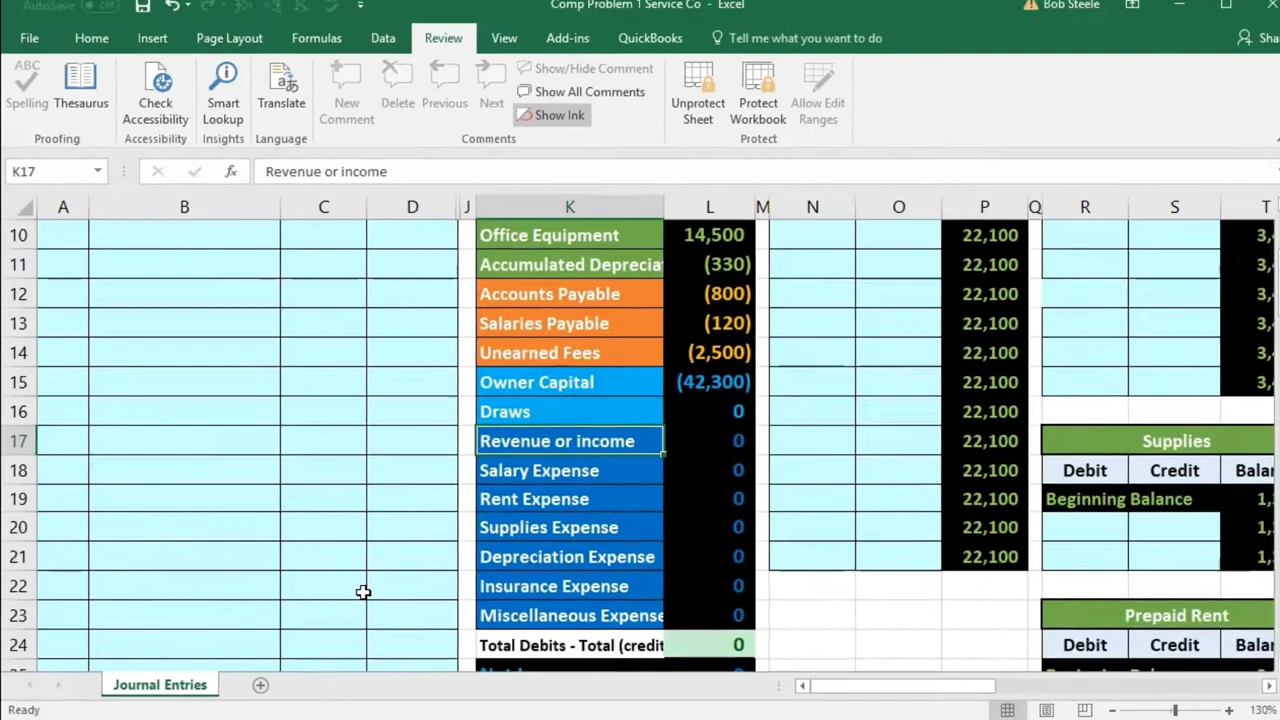 AutoSave Off Comp Problem 1 Service Co - Excel Bob Steele
File Home Insert Page Layout Formulas Data Review View Add-ins QuickBooks Tell me what you want to do
ABC Spelling Thesaurus Check Accessibility Smart Lookup Translate New Comment Delete Previous Next Show/Hide Comment Show All Comments Show Ink Unprotect Sheet Protect Workbook Allow Edit Ranges
Proofing Accessibility Insights Language Comments Protect
K17 fx Revenue or income
A B C D J K L M N O P Q R S T
10 Office Equipment 14,500 22,100
11 (330) 22,100
12 Accounts Payable (800) 22,100
13 Salaries Payable (120) 22,100
14 Unearned Fees (2,500) 22,100
15 Owner Capital (42,300) 22,100
16 Draws 0 22,100
17 Revenue or income 0 22,100 Supplies
18 Salary Expense 0 22,100 Debit Credit
19 Rent Expense 0 22,100 Beginning Balance
20 Supplies Expense 0 22,100
21 Depreciation Expense 0 22,100
22 Insurance Expense 0
23 Miscellaneous 0 Prepaid Rent
24 Total Debits - Total 0 Debit Credit
Journal Entries
Ready 130%